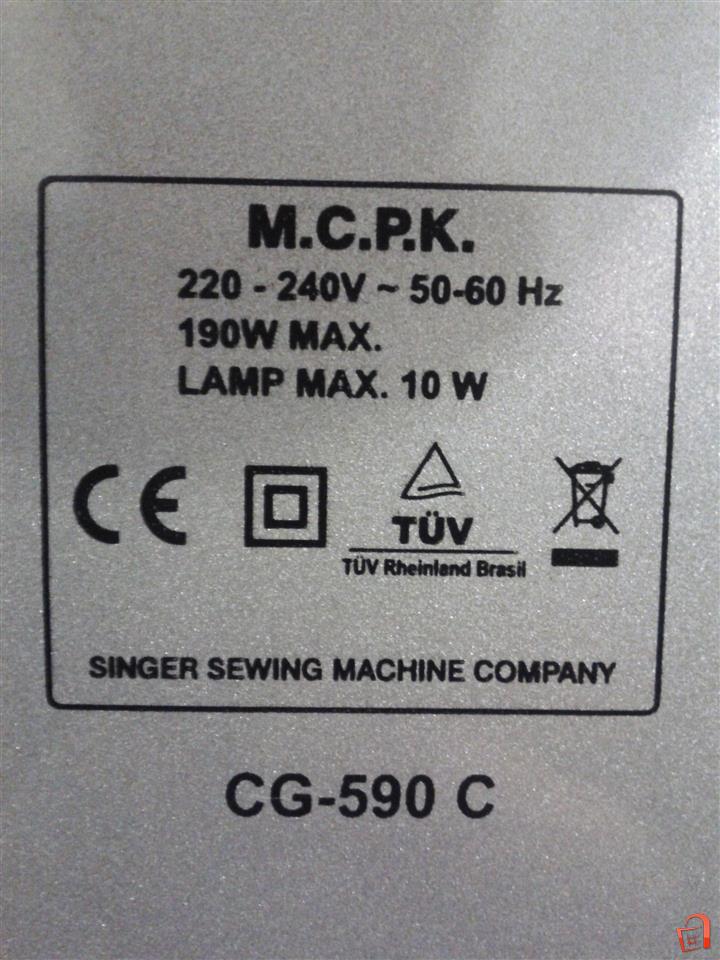 M.C.P.K.
220 - 240V ~ 50-60 Hz
190W MAX.
LAMP MAX. 10 W
CE
TÜV
TÜV Rheinland Brasil
SINGER SEWING MACHINE COMPANY
CG-590 C